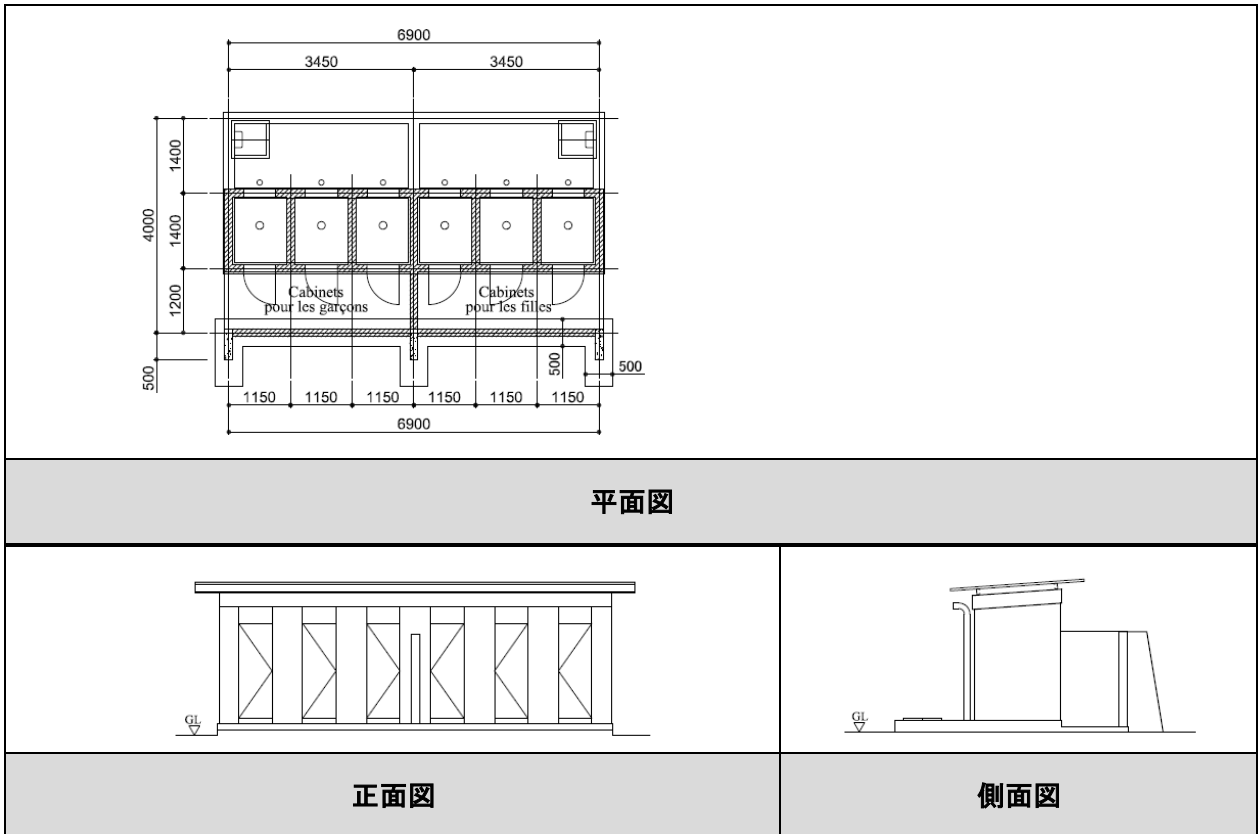 6900
3450 3450
1400
4000
1400
1200
500
Cabinets
pour les garçons
Cabinets
pour les filles
500
500
1150 1150 1150 1150 1150 1150
6900
平面図
GL
GL
正面図
側面図